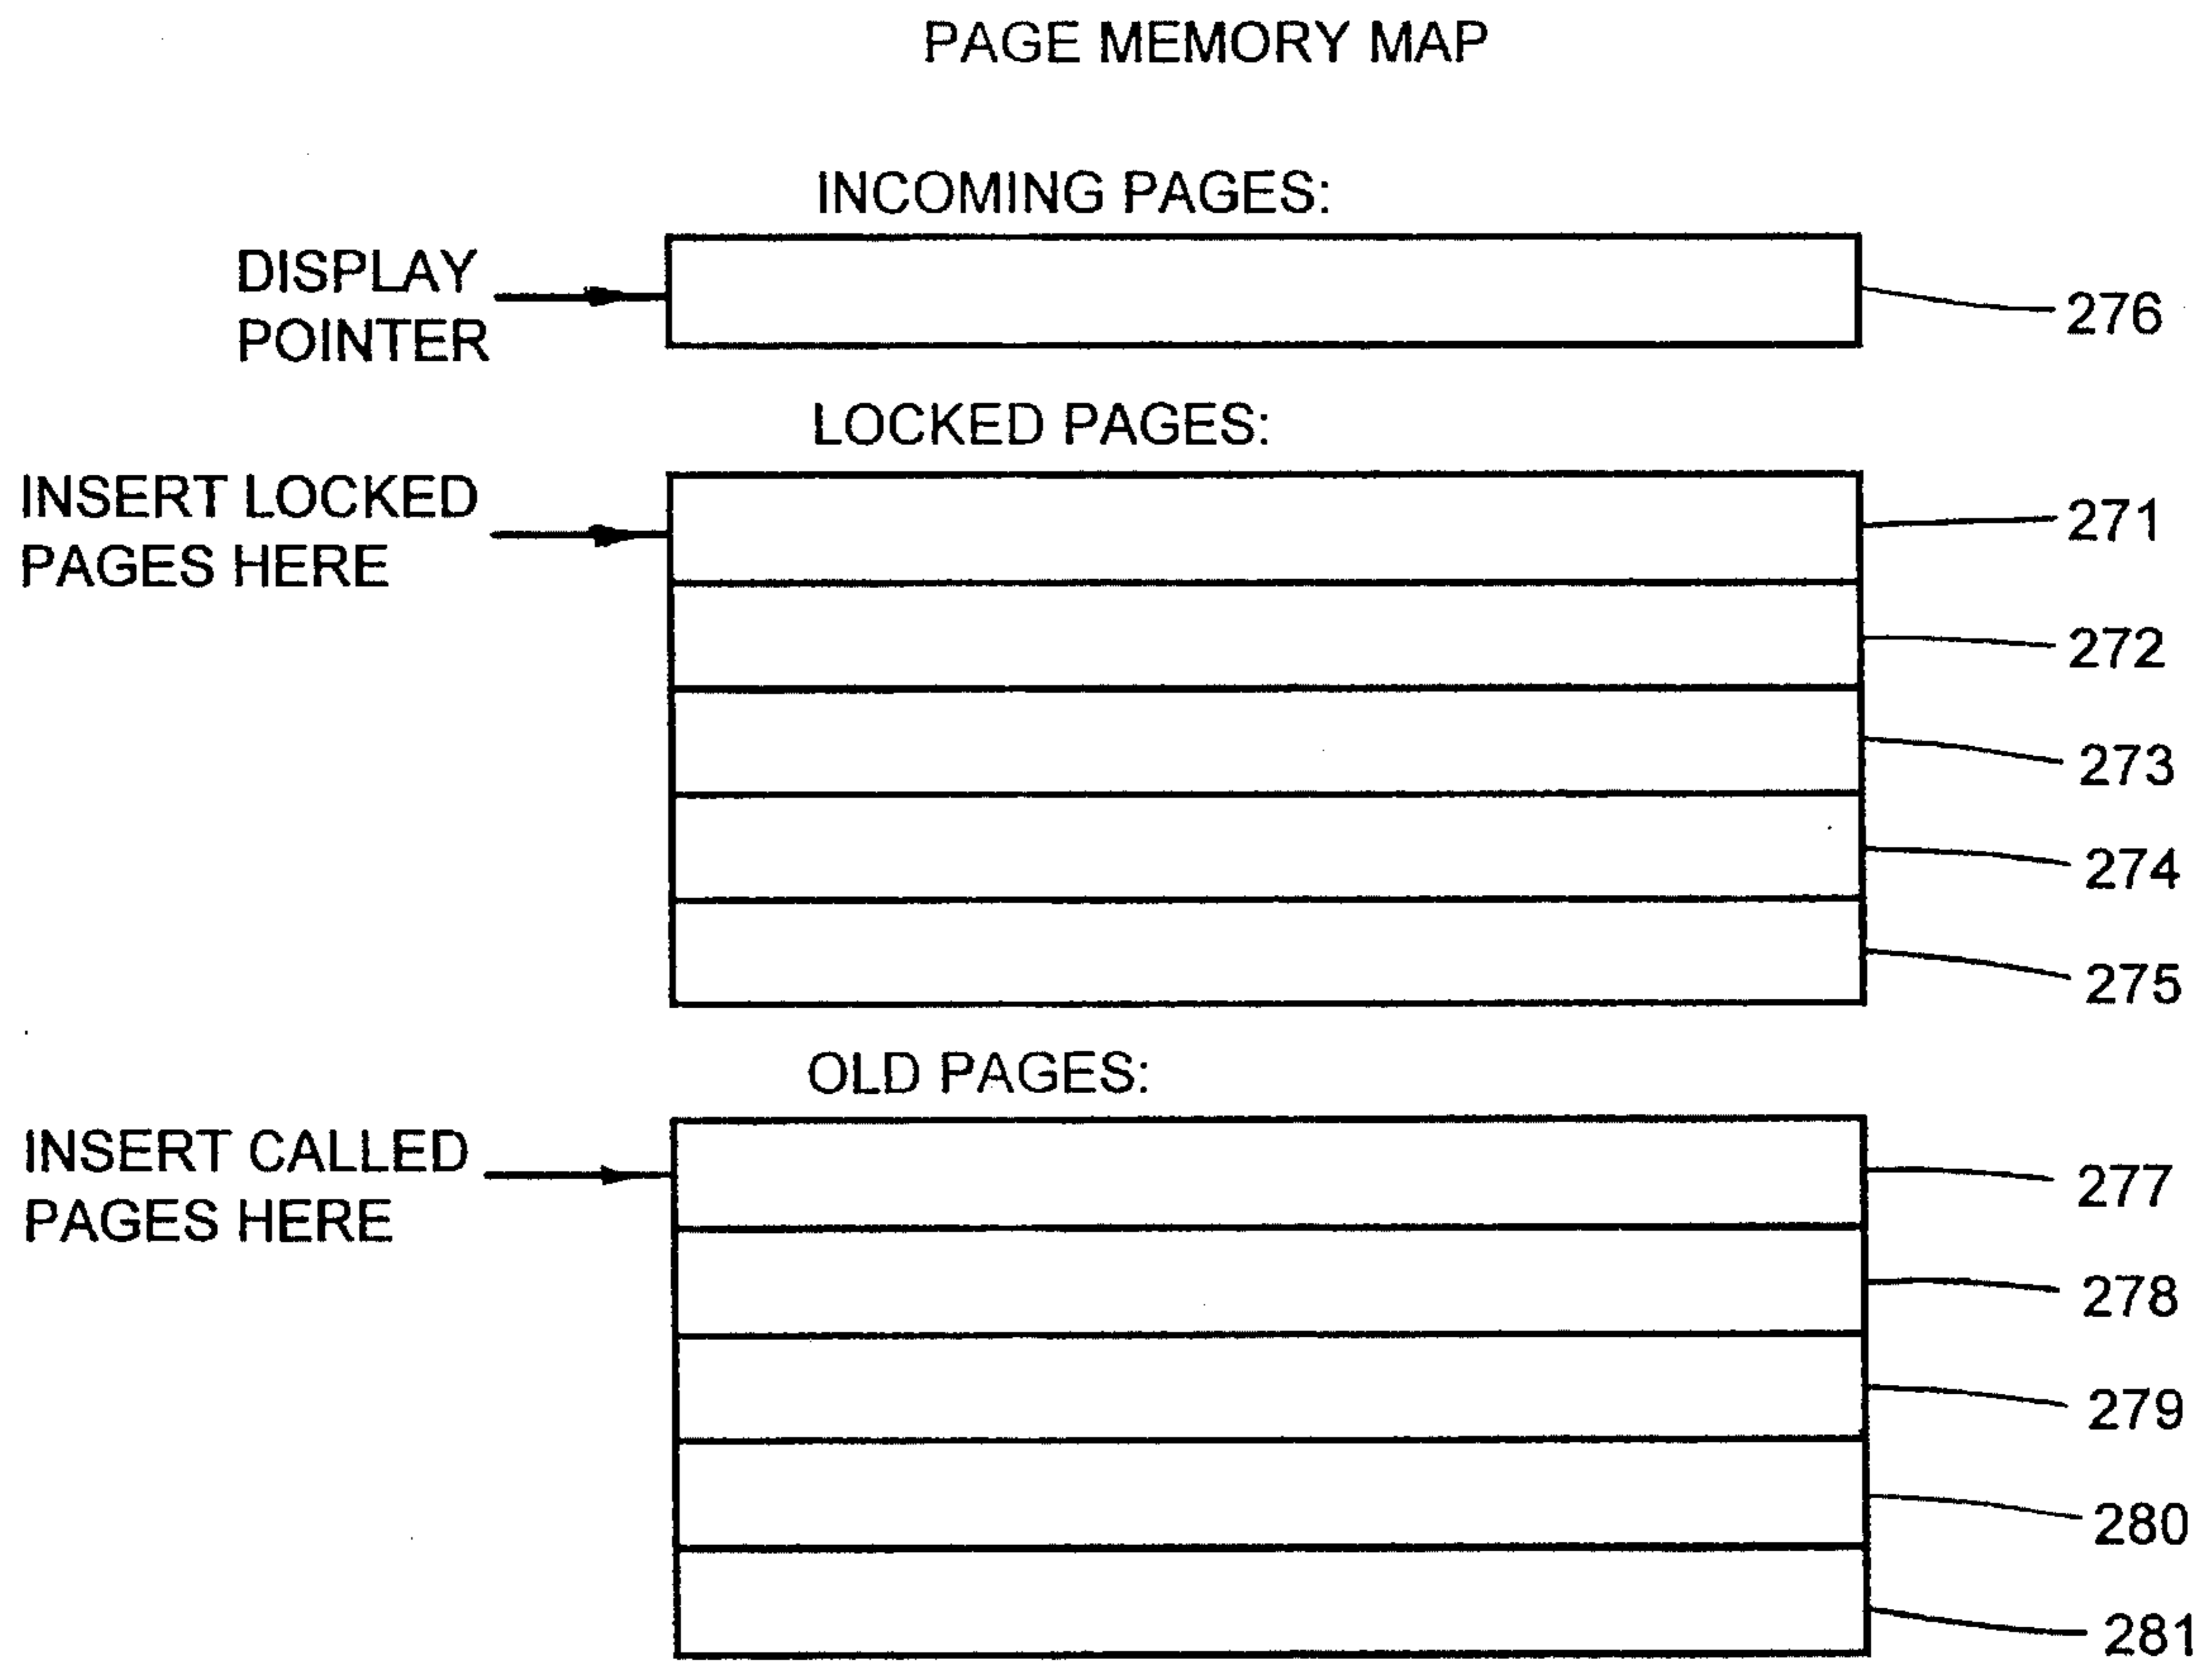 PAGE MEMORY MAP
INCOMING PAGES:
DISPLAY
POINTER
276
LOCKED PAGES:
INSERT LOCKED
PAGES HERE
271
272
273
274
275
OLD PAGES:
INSERT CALLED
PAGES HERE
277
278
279
280
281